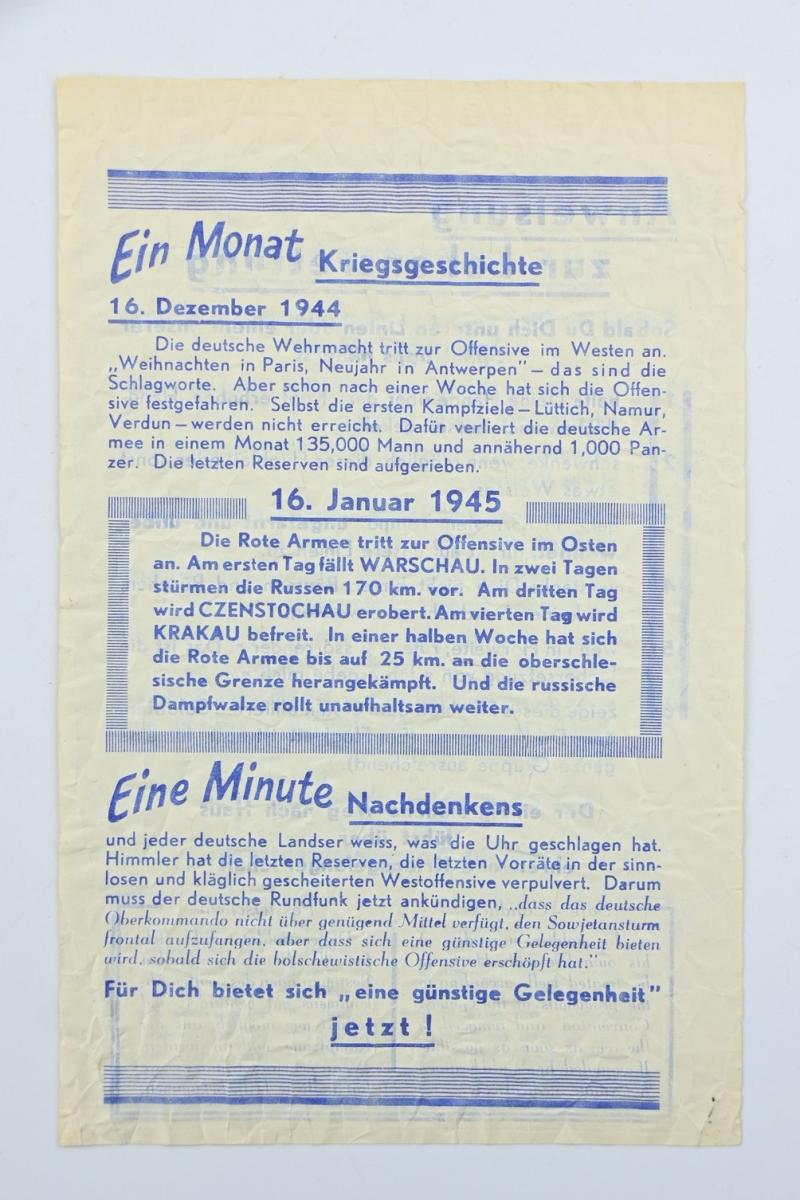 Ein Monat Kriegsgeschichte
16. Dezember 1944
Die deutsche Wehrmacht tritt zur Offensive im Westen an.
„Weihnachten in Paris, Neujahr in Antwerpen" — das sind die
Schlagworte. Aber schon nach einer Woche hat sich die Offen-
sive festgefahren. Selbst die ersten Kampfziele — Lüttich, Namur,
Verdun — werden nicht erreicht. Dafür verliert die deutsche Ar-
mee in einem Monat 135,000 Mann und annähernd 1,000 Pan-
zer. Die letzten Reserven sind aufgerieben.
16. Januar 1945
Die Rote Armee tritt zur Offensive im Osten
an. Am ersten Tag fällt WARSCHAU. In zwei Tagen
stürmen die Russen 170 km. vor. Am dritten Tag
wird CZENSTOCHAU erobert. Am vierten Tag wird
KRAKAU befreit. In einer halben Woche hat sich
die Rote Armee bis auf 25 km. an die oberschle-
sische Grenze herangekämpft. Und die russische
Dampfwalze rollt unaufhaltsam weiter.
Eine Minute Nachdenkens
und jeder deutsche Landser weiss, was die Uhr geschlagen hat.
Himmler hat die letzten Reserven, die letzten Vorräte in der sinn-
losen und kläglich gescheiterten Westoffensive verpulvert. Darum
muss der deutsche Rundfunk jetzt ankündigen, „dass das deutsche
Oberkommando nicht über genügend Mittel verfügt, den Sowjetansturm
frontal aufzufangen, aber dass sich eine günstige Gelegenheit bieten
wird, sobald sich die bolschewistische Offensive erschöpft hat."
Für Dich bietet sich „eine günstige Gelegenheit"
jetzt !